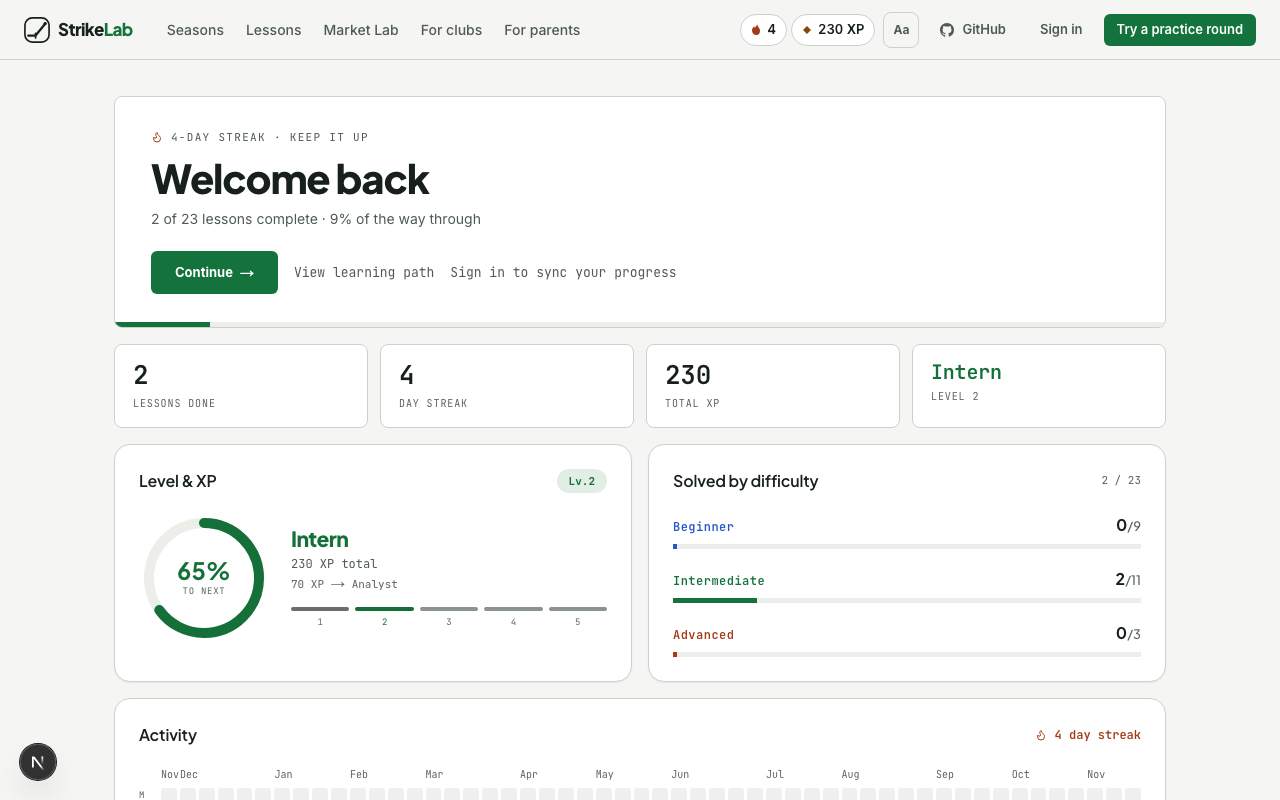 StrikeLab Seasons Lessons Market Lab For clubs For parents 4 230 XP Aa GitHub Sign in Try a practice round
4-DAY STREAK · KEEP IT UP
Welcome back
2 of 23 lessons complete · 9% of the way through
Continue → View learning path Sign in to sync your progress
2 4 230 Intern
LESSONS DONE DAY STREAK TOTAL XP LEVEL 2
Level & XP Lv.2
65%
TO NEXT
Intern
230 XP total
70 XP → Analyst
1 2 3 4 5
Solved by difficulty 2 / 23
Beginner 0/9
Intermediate 2/11
Advanced 0/3
Activity 4 day streak
Nov Dec Jan Feb Mar Apr May Jun Jul Aug Sep Oct Nov
M
N